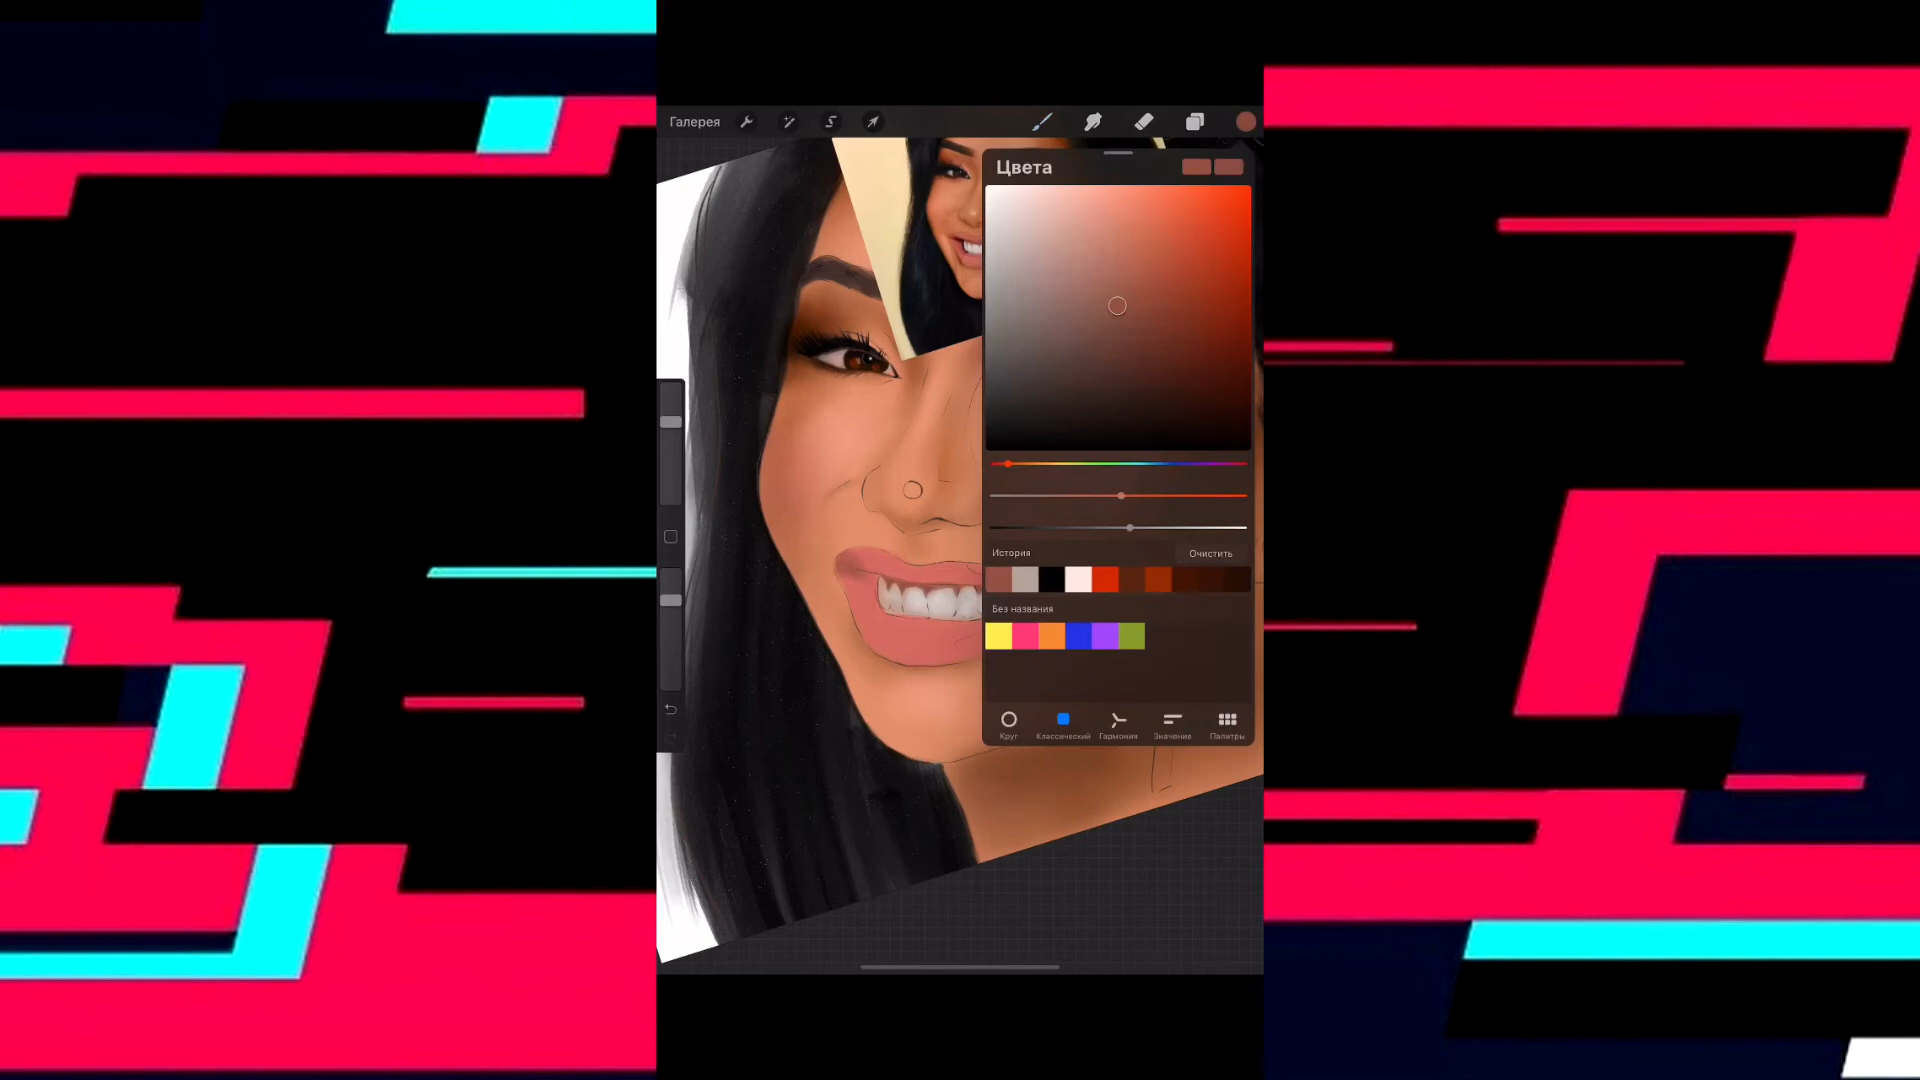 Галерея
Цвета
История
Очистить
Без названия
Круг
Классический
Гармония
Значение
Палитры